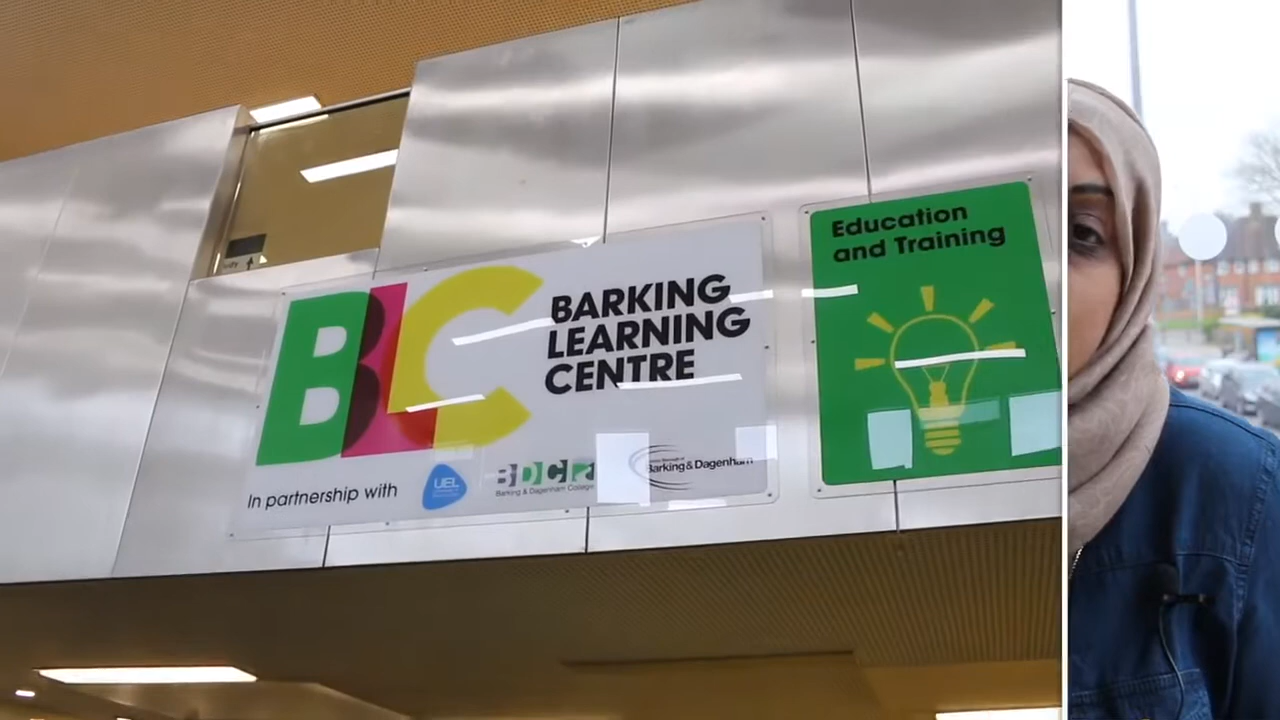 BLC
BARKING
LEARNING
CENTRE
In partnership with
UEL
BDC
Barking & Dagenham College
Barking & Dagenham
Education
and Training